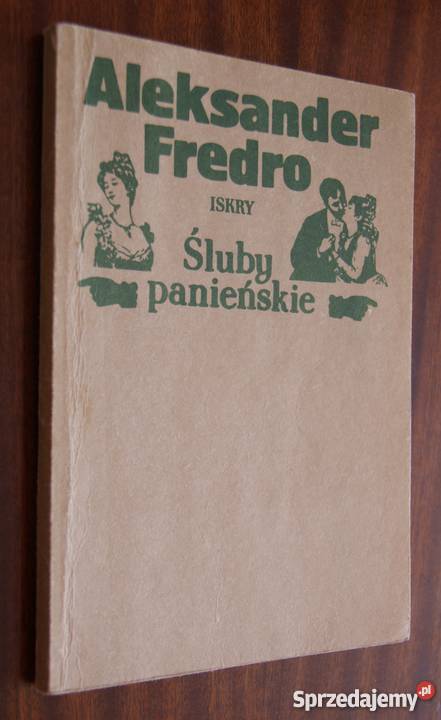 Aleksander
Fredro
ISKRY
Śluby
panieńskie
Sprzedajemy.pl